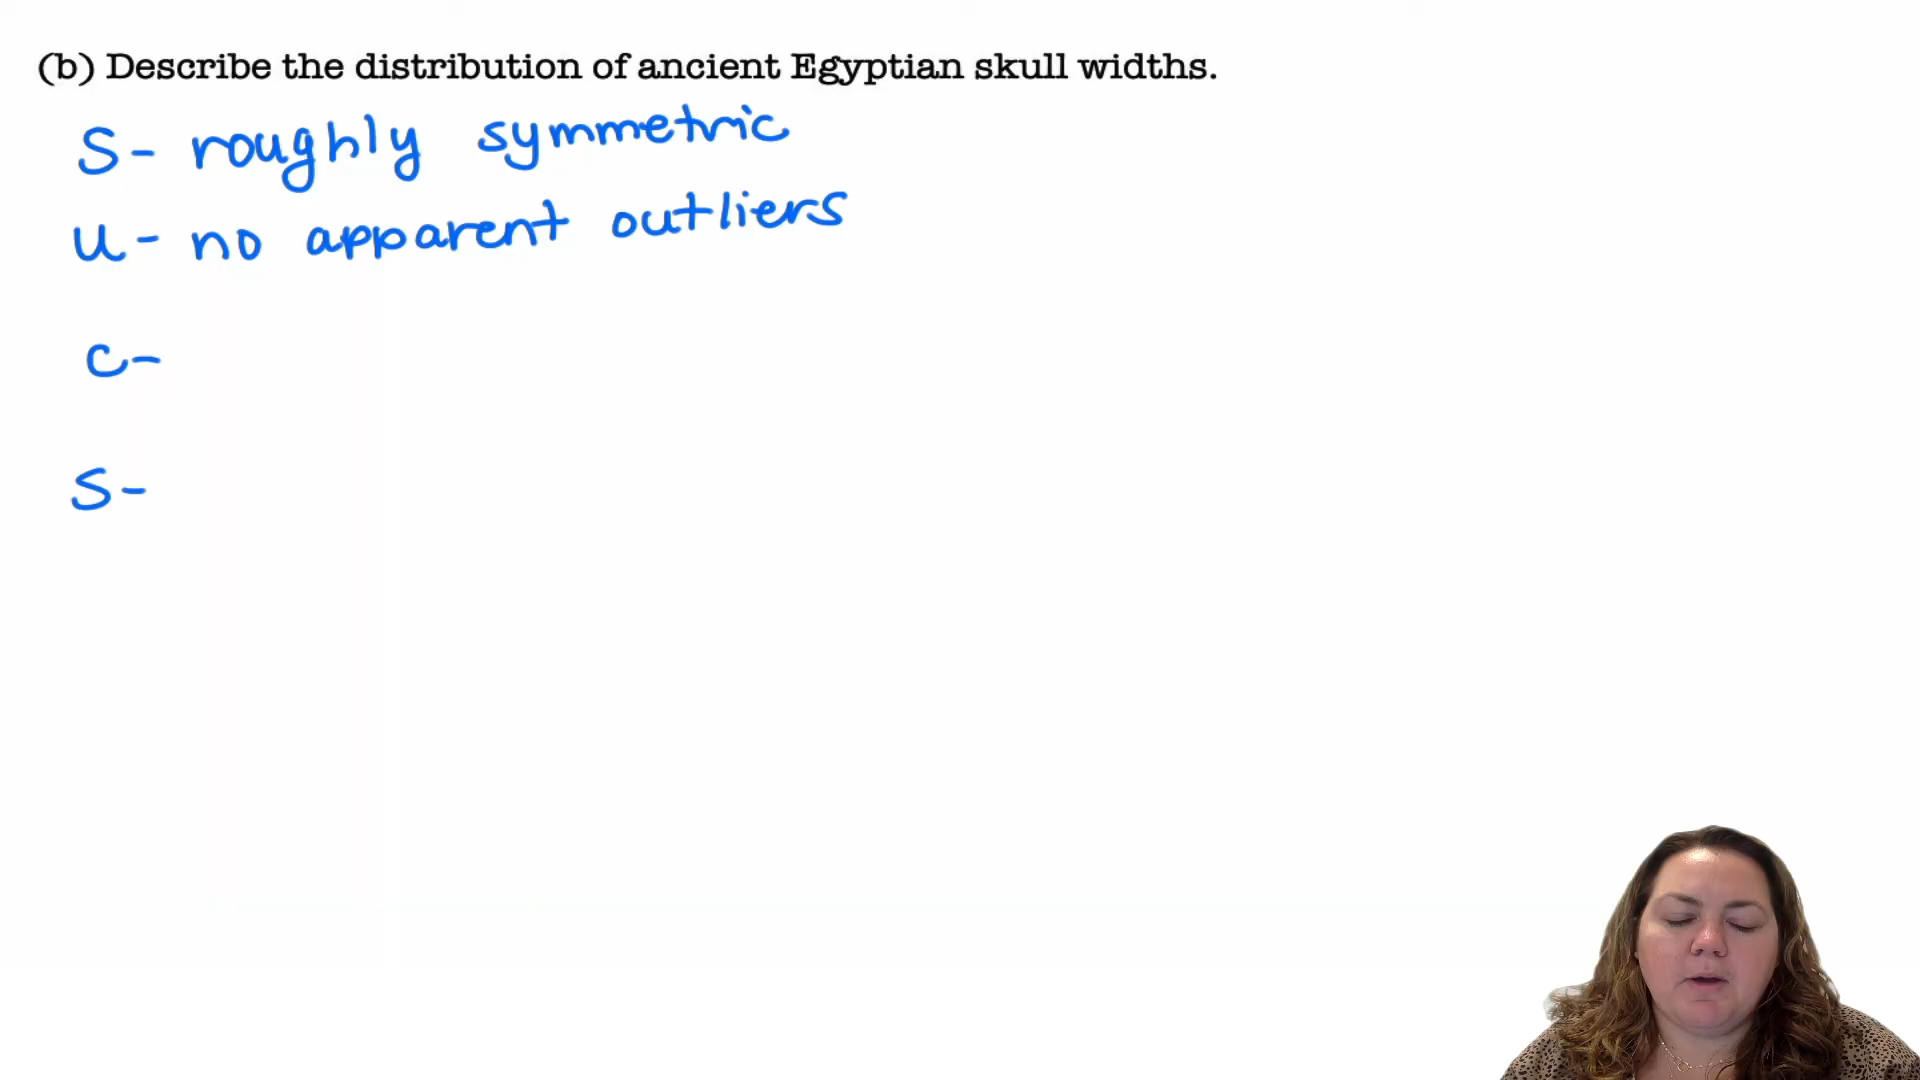 (b) Describe the distribution of ancient Egyptian skull widths.
S- roughly symmetric
U- no apparent outliers
C-
S-